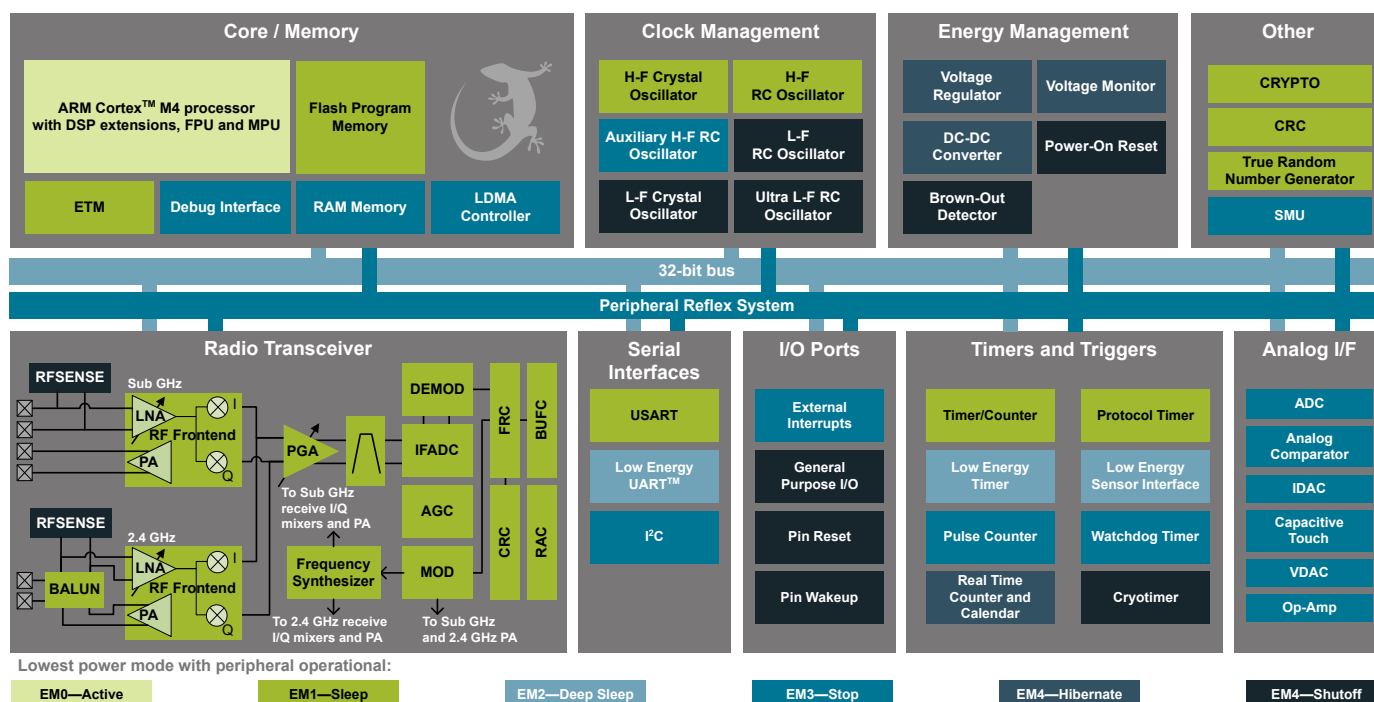 Core / Memory
ARM Cortex™ M4 processor
with DSP extensions, FPU and MPU
Flash Program
Memory
ETM
Debug Interface
RAM Memory
LDMA
Controller
Clock Management
H-F Crystal
Oscillator
H-F
RC Oscillator
Auxiliary H-F RC
Oscillator
L-F
RC Oscillator
L-F Crystal
Oscillator
Ultra L-F RC
Oscillator
Energy Management
Voltage
Regulator
Voltage Monitor
DC-DC
Converter
Power-On Reset
Brown-Out
Detector
Other
CRYPTO
CRC
True Random
Number Generator
SMU
32-bit bus
Peripheral Reflex System
Radio Transceiver
RFSENSE
Sub GHz
LNA
RF Frontend
PA
I
Q
PGA
To Sub GHz
receive I/Q
mixers and PA
DEMOD
IFADC
AGC
MOD
FRC
BUFC
CRC
RAC
RFSENSE
2.4 GHz
LNA
RF Frontend
PA
I
Q
BALUN
Frequency
Synthesizer
To 2.4 GHz receive
I/Q mixers and PA
To Sub GHz
and 2.4 GHz PA
Serial
Interfaces
USART
Low Energy
UART™
I²C
I/O Ports
External
Interrupts
General
Purpose I/O
Pin Reset
Pin Wakeup
Timers and Triggers
Timer/Counter
Protocol Timer
Low Energy
Timer
Low Energy
Sensor Interface
Pulse Counter
Watchdog Timer
Real Time
Counter and
Calendar
Cryotimer
Analog I/F
ADC
Analog
Comparator
IDAC
Capacitive
Touch
VDAC
Op-Amp
Lowest power mode with peripheral operational:
EM0—Active
EM1—Sleep
EM2—Deep Sleep
EM3—Stop
EM4—Hibernate
EM4—Shutoff